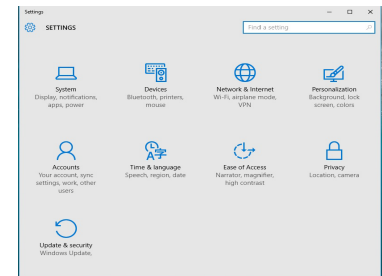 Settings
SETTINGS
Find a setting
System
Display, notifications,
apps, power
Devices
Bluetooth, printers,
mouse
Network & Internet
Wi-Fi, airplane mode,
VPN
Personalization
Background, lock
screen, colors
Accounts
Your account, sync
settings, work, other
users
Time & language
Speech, region, date
Ease of Access
Narrator, magnifier,
high contrast
Privacy
Location, camera
Update & security
Windows Update,